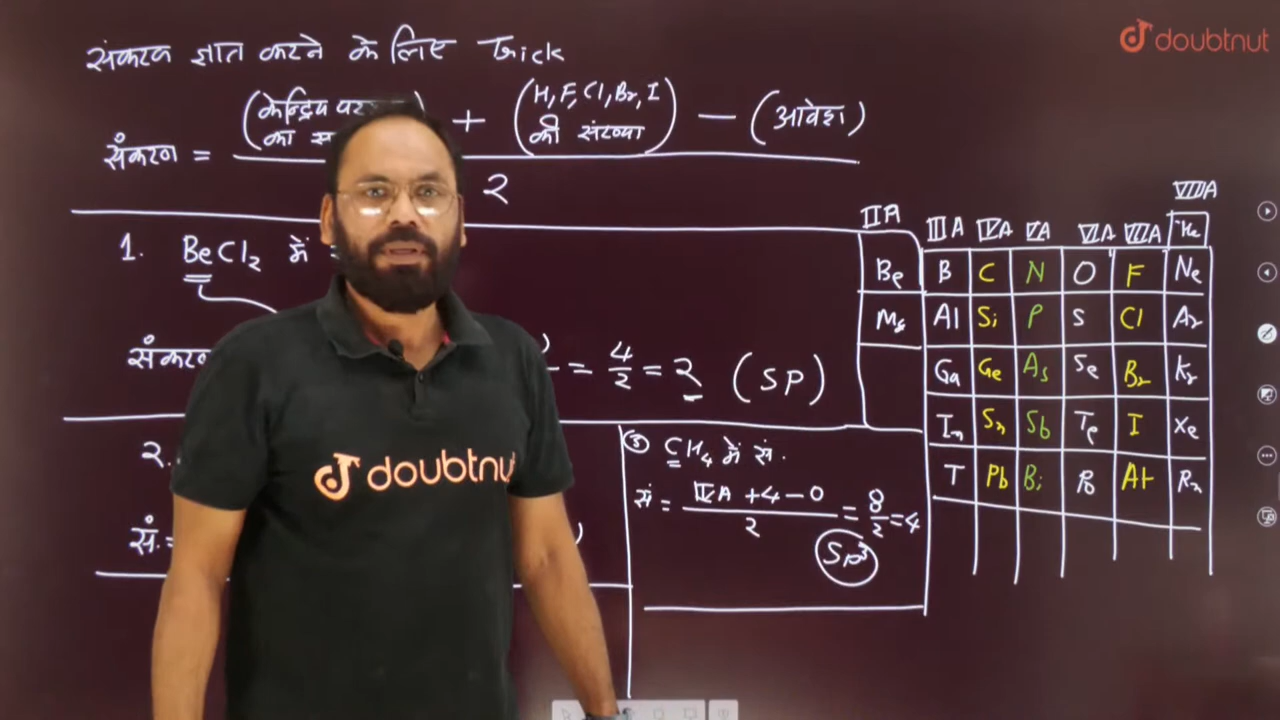 doubtnut
संकरण ज्ञात करने के लिए Trick
संकरण = (केन्द्रिय का + (H, F, Cl, Br, I की संख्या) – (आवेश)
2
1. BeCl2 में
= 4/2 = 2 (SP)
2.
सं. =
doubtnut
③ CH4 में सं.
सं = IVA + 4 – 0 / 2 = 8/2 = 4
SP3
IIA IIIA IVA VA VIA VIIA VIIIA
He
Be B C N O F Ne
Mg Al Si P S Cl Ar
Ga Ge As Se Br Kr
In Sn Sb Te I Xe
T Pb Bi Po At Rn